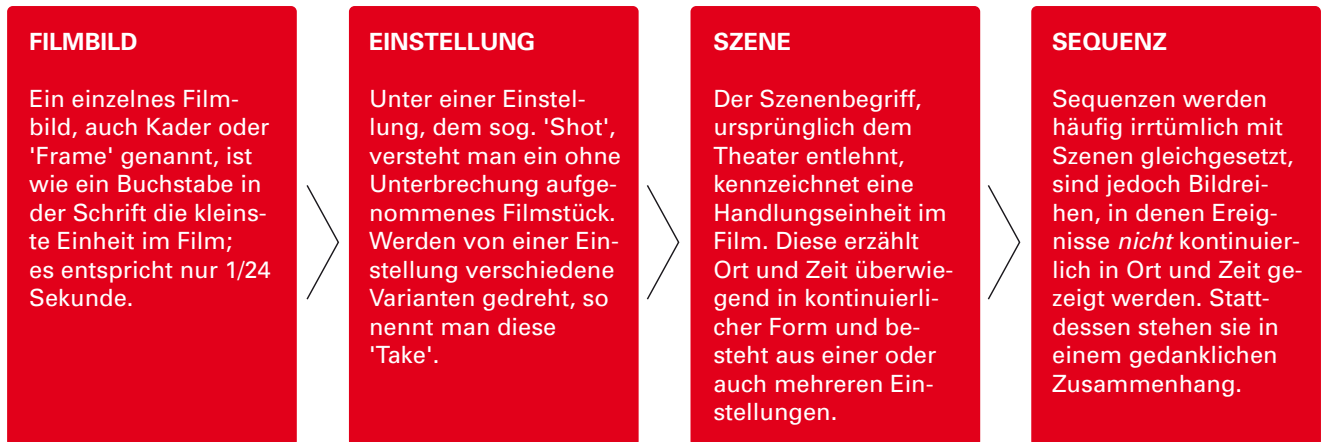 FILMBILD
Ein einzelnes Film-
bild, auch Kader oder
'Frame' genannt, ist
wie ein Buchstabe in
der Schrift die kleins-
te Einheit im Film;
es entspricht nur 1/24
Sekunde.
EINSTELLUNG
Unter einer Einstel-
lung, dem sog. 'Shot',
versteht man ein ohne
Unterbrechung aufge-
nommenes Filmstück.
Werden von einer Ein-
stellung verschiedene
Varianten gedreht, so
nennt man diese
'Take'.
SZENE
Der Szenenbegriff,
ursprünglich dem
Theater entlehnt,
kennzeichnet eine
Handlungseinheit im
Film. Diese erzählt
Ort und Zeit überwie-
gend in kontinuierli-
cher Form und be-
steht aus einer oder
auch mehreren Ein-
stellungen.
SEQUENZ
Sequenzen werden
häufig irrtümlich mit
Szenen gleichgesetzt,
sind jedoch Bildrei-
hen, in denen Ereig-
nisse nicht kontinuier-
lich in Ort und Zeit ge-
zeigt werden. Statt-
dessen stehen sie in
einem gedanklichen
Zusammenhang.